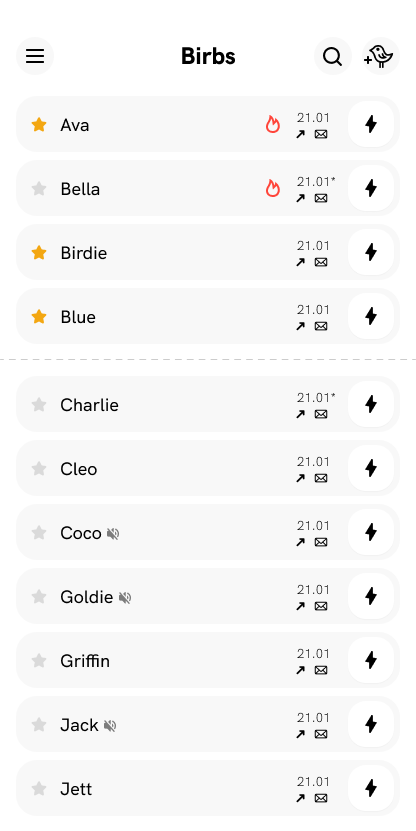 Birbs
Ava 21.01
Bella 21.01*
Birdie 21.01
Blue 21.01
Charlie 21.01*
Cleo 21.01
Coco 21.01
Goldie 21.01
Griffin 21.01
Jack 21.01
Jett 21.01